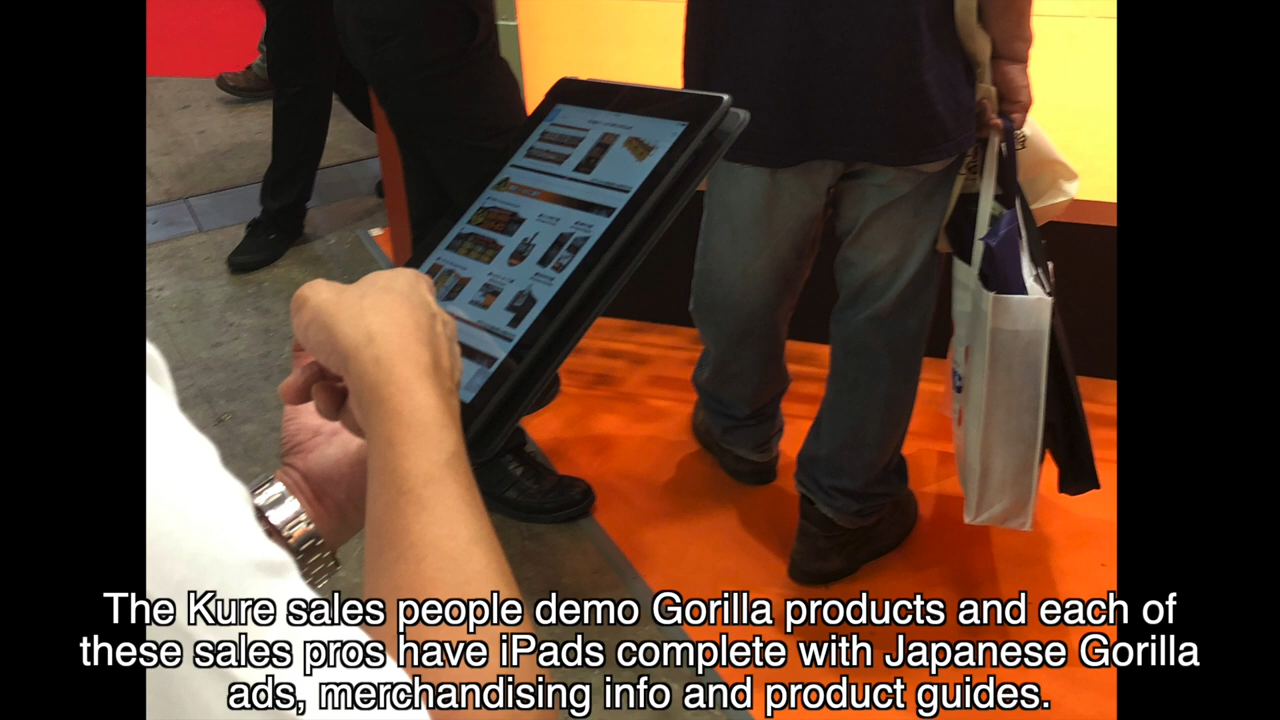 The Kure sales people demo Gorilla products and each of
these sales pros have iPads complete with Japanese Gorilla
ads, merchandising info and product guides.